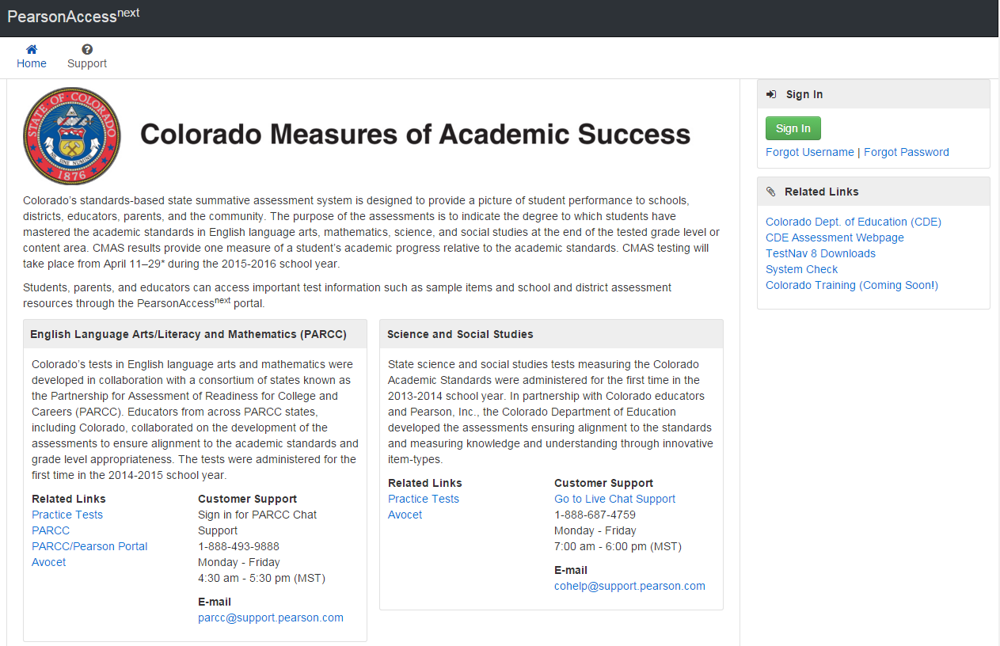 PearsonAccessnext
Home
Support
STATE OF COLORADO
NIL SINE NUMINE
1876
Colorado Measures of Academic Success
Colorado’s standards-based state summative assessment system is designed to provide a picture of student performance to schools,
districts, educators, parents, and the community. The purpose of the assessments is to indicate the degree to which students have
mastered the academic standards in English language arts, mathematics, science, and social studies at the end of the tested grade level or
content area. CMAS results provide one measure of a student’s academic progress relative to the academic standards. CMAS testing will
take place from April 11–29* during the 2015-2016 school year.
Students, parents, and educators can access important test information such as sample items and school and district assessment
resources through the PearsonAccessnext portal.
English Language Arts/Literacy and Mathematics (PARCC)
Colorado’s tests in English language arts and mathematics were
developed in collaboration with a consortium of states known as
the Partnership for Assessment of Readiness for College and
Careers (PARCC). Educators from across PARCC states,
including Colorado, collaborated on the development of the
assessments to ensure alignment to the academic standards and
grade level appropriateness. The tests were administered for the
first time in the 2014-2015 school year.
Related Links
Practice Tests
PARCC
PARCC/Pearson Portal
Avocet
Customer Support
Sign in for PARCC Chat
Support
1-888-493-9888
Monday - Friday
4:30 am - 5:30 pm (MST)
E-mail
parcc@support.pearson.com
Science and Social Studies
State science and social studies tests measuring the Colorado
Academic Standards were administered for the first time in the
2013-2014 school year. In partnership with Colorado educators
and Pearson, Inc., the Colorado Department of Education
developed the assessments ensuring alignment to the standards
and measuring knowledge and understanding through innovative
item-types.
Related Links
Practice Tests
Avocet
Customer Support
Go to Live Chat Support
1-888-687-4759
Monday - Friday
7:00 am - 6:00 pm (MST)
E-mail
cohelp@support.pearson.com
Sign In
Sign In
Forgot Username | Forgot Password
Related Links
Colorado Dept. of Education (CDE)
CDE Assessment Webpage
TestNav 8 Downloads
System Check
Colorado Training (Coming Soon!)